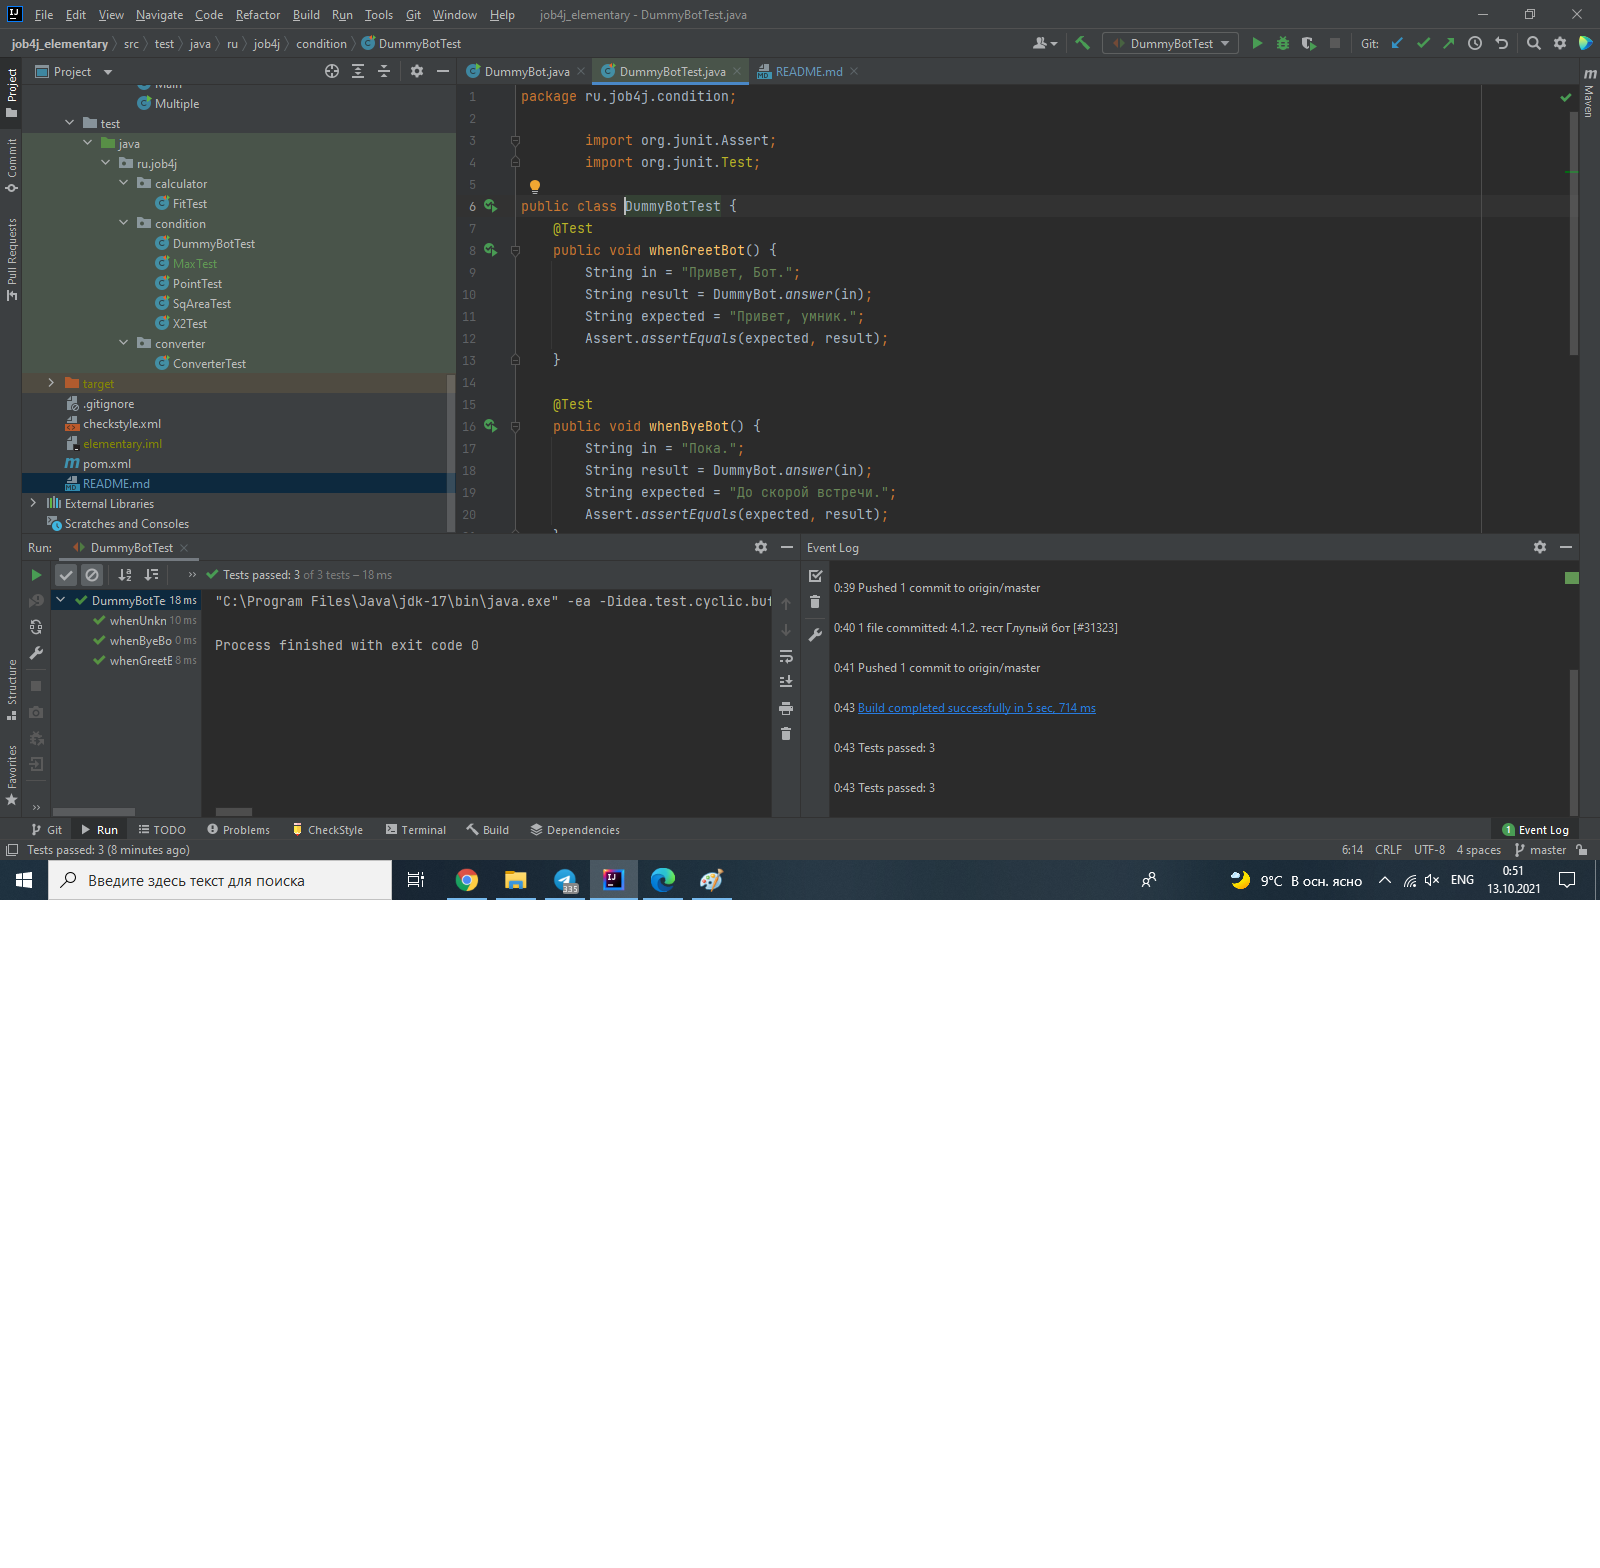 File Edit View Navigate Code Refactor Build Run Tools Git Window Help job4j_elementary - DummyBotTest.java
job4j_elementary src test java ru job4j condition DummyBotTest
DummyBotTest Git:
Project
DummyBot.java DummyBotTest.java README.md
Project
Commit
Pull Requests
Structure
Favorites
Maven
Main
Multiple
test
java
ru.job4j
calculator
FitTest
condition
DummyBotTest
MaxTest
PointTest
SqAreaTest
X2Test
converter
ConverterTest
target
.gitignore
checkstyle.xml
elementary.iml
pom.xml
README.md
External Libraries
Scratches and Consoles
1 package ru.job4j.condition;
2
3 import org.junit.Assert;
4 import org.junit.Test;
5
6 public class DummyBotTest {
7 @Test
8 public void whenGreetBot() {
9 String in = "Привет, Бот.";
10 String result = DummyBot.answer(in);
11 String expected = "Привет, умник.";
12 Assert.assertEquals(expected, result);
13 }
14
15 @Test
16 public void whenByeBot() {
17 String in = "Пока.";
18 String result = DummyBot.answer(in);
19 String expected = "До скорой встречи.";
20 Assert.assertEquals(expected, result);
Run: DummyBotTest
Tests passed: 3 of 3 tests – 18 ms
DummyBotTe 18 ms
whenUnkn 10 ms
whenByeBo 0 ms
whenGreetE 8 ms
"C:\Program Files\Java\jdk-17\bin\java.exe" -ea -Didea.test.cyclic.buf
Process finished with exit code 0
Event Log
0:39 Pushed 1 commit to origin/master
0:40 1 file committed: 4.1.2. тест Глупый бот [#31323]
0:41 Pushed 1 commit to origin/master
0:43 Build completed successfully in 5 sec, 714 ms
0:43 Tests passed: 3
0:43 Tests passed: 3
Git Run TODO Problems CheckStyle Terminal Build Dependencies 1 Event Log
Tests passed: 3 (8 minutes ago) 6:14 CRLF UTF-8 4 spaces master
Введите здесь текст для поиска
335
9°C В осн. ясно ENG
0:51
13.10.2021